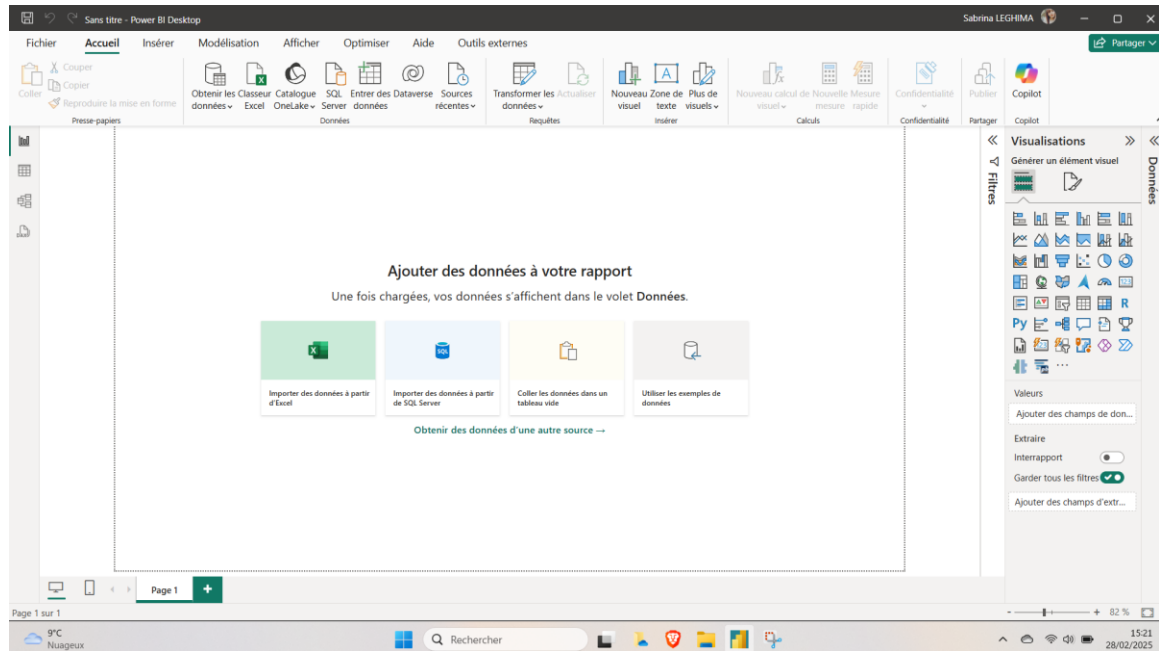 Sans titre - Power BI Desktop
Sabrina LEGHIMA
Fichier Accueil Insérer Modélisation Afficher Optimiser Aide Outils externes
Partager
Coller
Couper
Copier
Reproduire la mise en forme
Presse-papiers
Obtenir les données
Classeur Excel
Catalogue OneLake
SQL Server
Entrer des données
Dataverse
Sources récentes
Données
Transformer les données
Actualiser
Requêtes
Nouveau visuel
Zone de texte
Plus de visuels
Insérer
Nouveau calcul de visuel
Nouvelle mesure
Mesure rapide
Calculs
Confidentialité
Confidentialité
Publier
Partager
Copilot
Copilot
Filtres
Visualisations
Générer un élément visuel
Données
R
Py
Ajouter des données à votre rapport
Une fois chargées, vos données s'affichent dans le volet Données.
SQL
Importer des données à partir
d'Excel
Importer des données à partir
de SQL Server
Coller les données dans un
tableau vide
Utiliser les exemples de
données
Obtenir des données d'une autre source →
Valeurs
Ajouter des champs de don...
Extraire
Interrapport
Garder tous les filtres
Ajouter des champs d'extr...
Page 1
Page 1 sur 1
82 %
9°C
Nuageux
Rechercher
15:21
28/02/2025